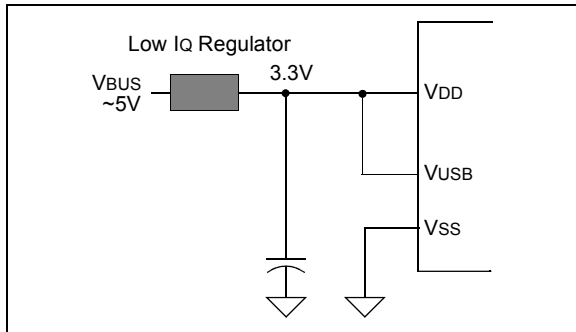 Low IQ Regulator
3.3V
VBUS
~5V
VDD
VUSB
VSS